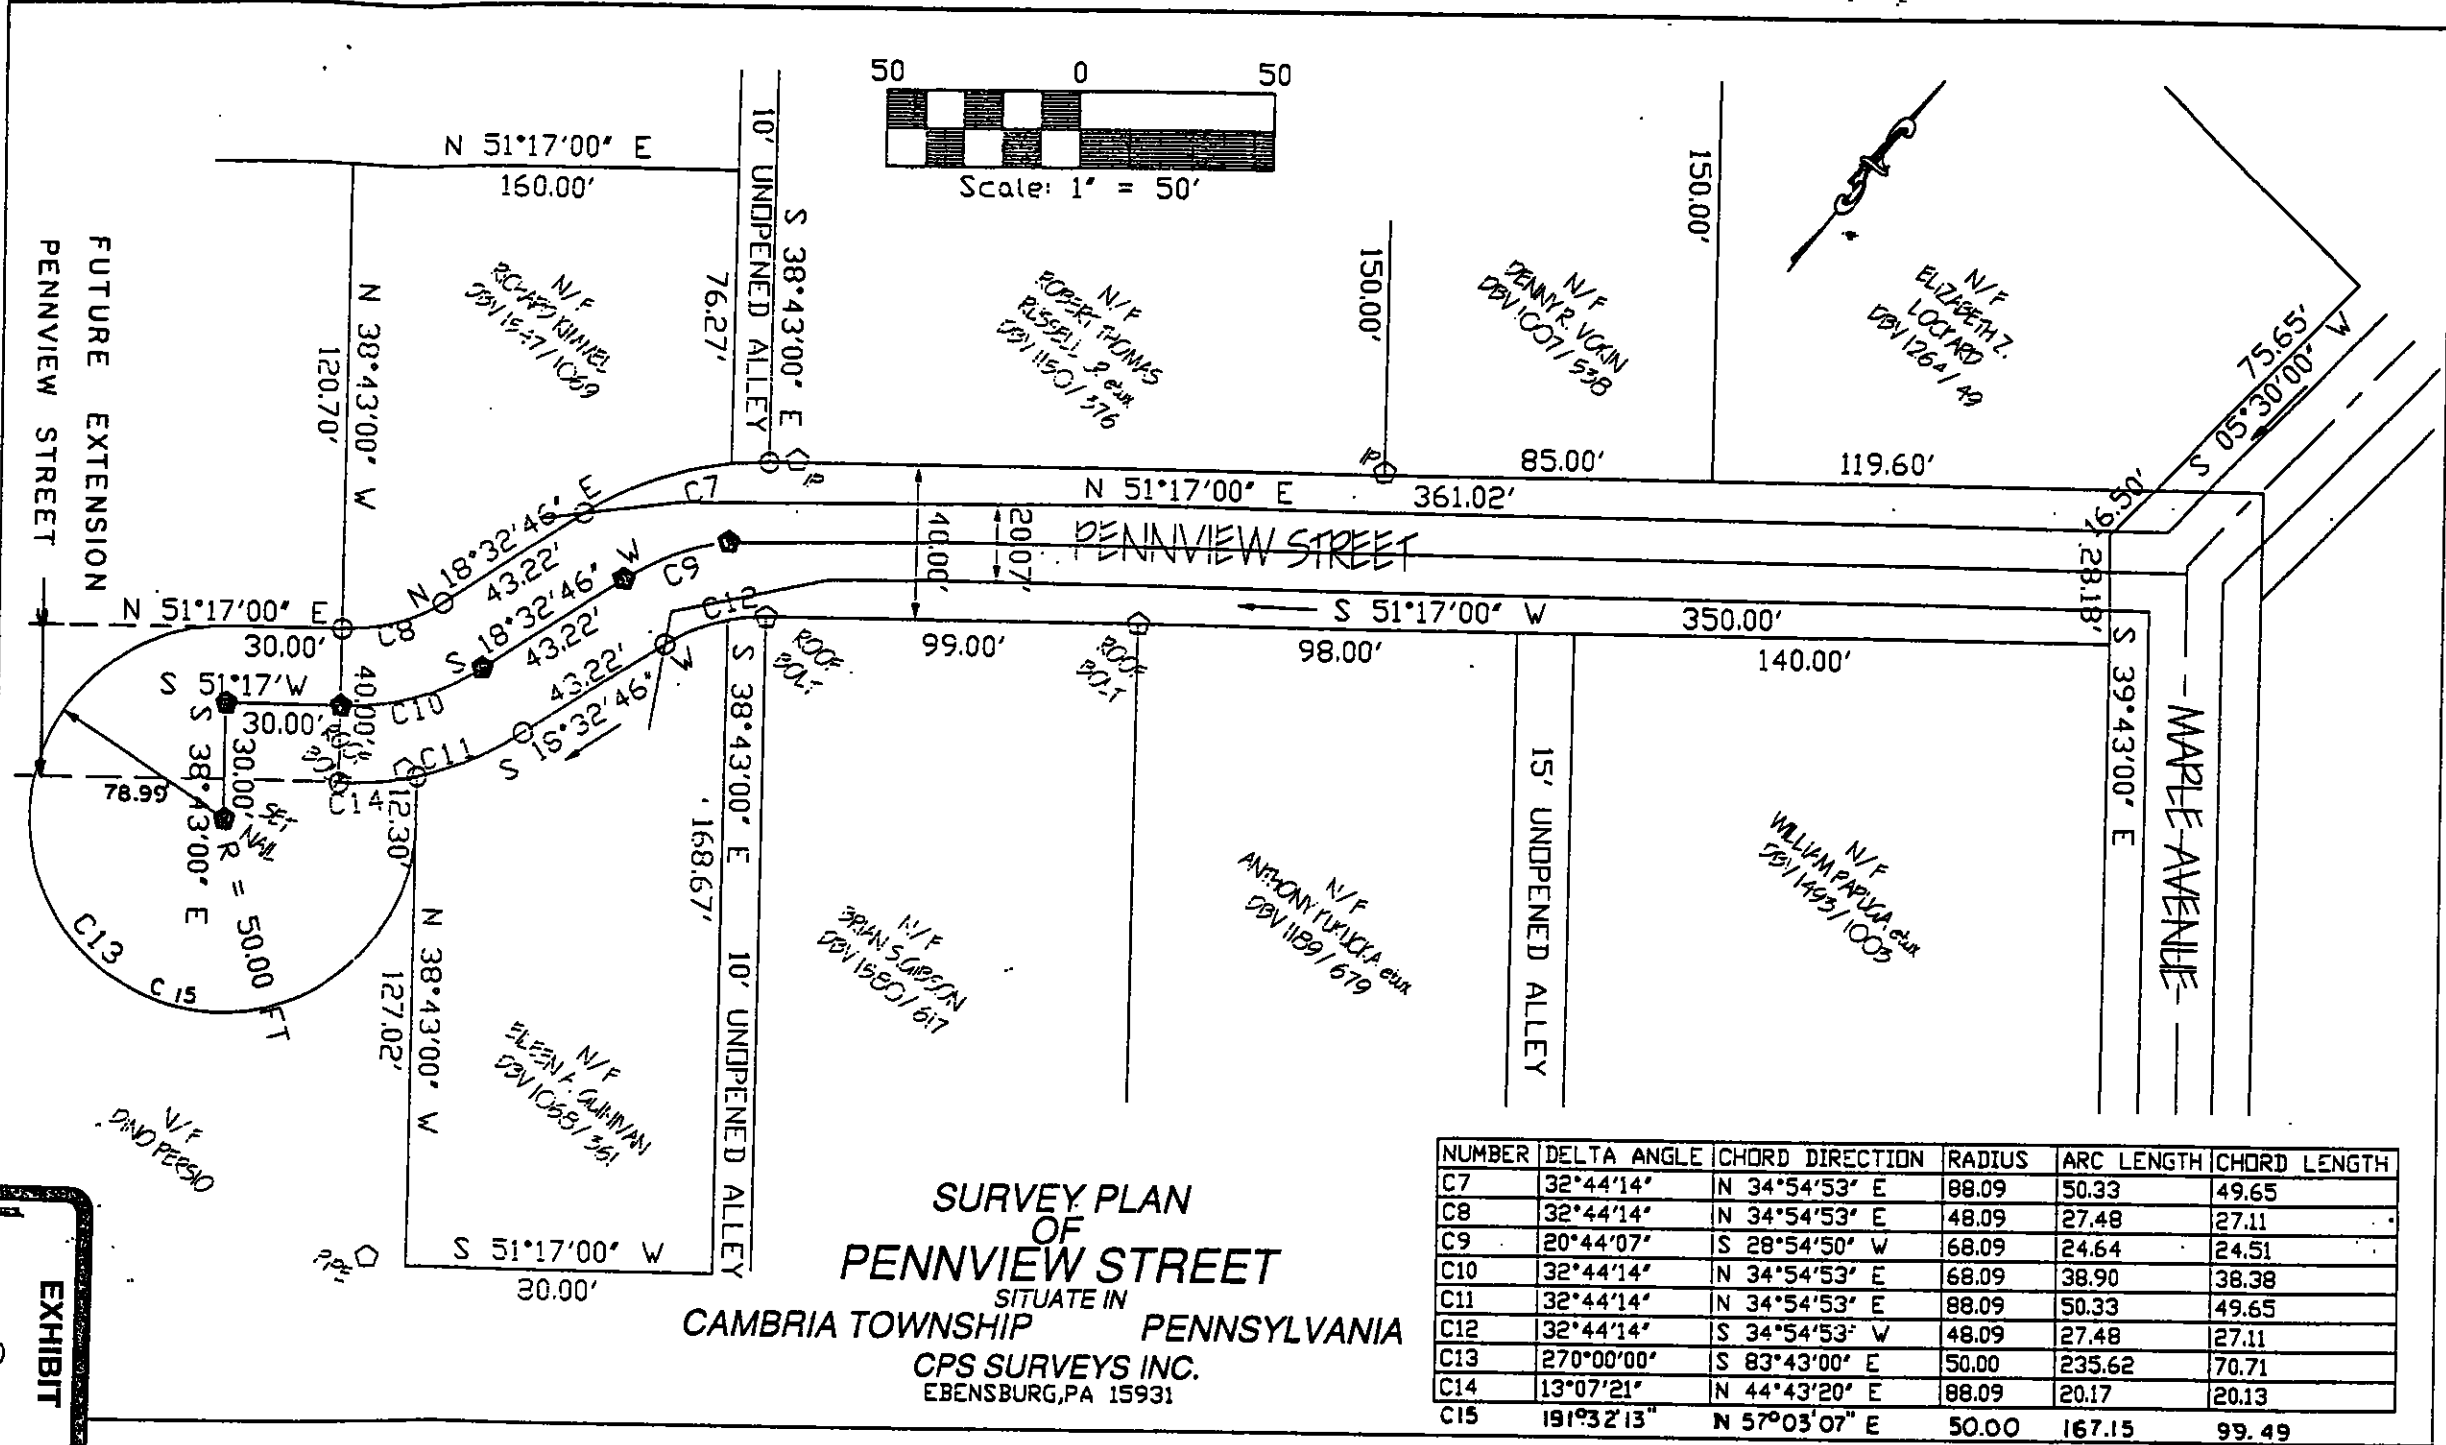 50 0 50
Scale: 1" = 50'
N 51°17'00" E
160.00'
10' UNOPENED ALLEY
S 38°43'00" E
76.27'
N 38°43'00" W
120.70'
FUTURE EXTENSION
PENNVIEW STREET
N/F
RICHARD KIMMEL
DBV 1547/1069
N/F
ROBERT THOMAS
RUSSELL J. etux
DBV 1150/376
150.00'
N/F
DENNY R. VOKIN
DBV 1007/538
150.00'
N/F
ELIZABETH Z.
LOCKARD
DBV 1264/49
75.65'
S 05°30'00" W
16.50'
28.18'
IP
IP
85.00'
119.60'
N 51°17'00" E
361.02'
C7
N 18°32'46" E
43.22'
C8
N 51°17'00" E
30.00'
40.00'
20.07'
PENNVIEW STREET
C9
S 18°32'46" W
43.22'
C10
S 51°17'W
30.00'
40.00'
C12
S 51°17'00" W
350.00'
99.00'
98.00'
140.00'
ROOF
BOLT
ROOF
BOLT
43.22'
S 18°32'46" W
C11
C14
12.30'
ROOF
BOLT
78.99
S 38°43'00" E
30.00'
SET
NAIL
R = 50.00 FT
C13
C 15
N 38°43'00" W
127.02'
S 38°43'00" E
168.67'
10' UNOPENED ALLEY
15' UNOPENED ALLEY
S 39°43'00" E
MAPLE AVENUE
N/F
BRIAN S. GIBSON
DBV 1580/617
N/F
ANTHONY
DBV 1189/679
N/F
WILLIAM PAPUGA etux
DBV 1493/1003
N/F
EILEEN A.
DBV 1068/361
N/F
DINO PERSIO
S 51°17'00" W
80.00'
SURVEY PLAN
OF
PENNVIEW STREET
SITUATE IN
CAMBRIA TOWNSHIP PENNSYLVANIA
CPS SURVEYS INC.
EBENSBURG,PA 15931
NUMBER DELTA ANGLE CHORD DIRECTION RADIUS ARC LENGTH CHORD LENGTH
C7 32°44'14" N 34°54'53" E 88.09 50.33 49.65
C8 32°44'14" N 34°54'53" E 48.09 27.48 27.11
C9 20°44'07" S 28°54'50" W 68.09 24.64 24.51
C10 32°44'14" N 34°54'53" E 68.09 38.90 38.38
C11 32°44'14" N 34°54'53" E 88.09 50.33 49.65
C12 32°44'14" S 34°54'53" W 48.09 27.48 27.11
C13 270°00'00" S 83°43'00" E 50.00 235.62 70.71
C14 13°07'21" N 44°43'20" E 88.09 20.17 20.13
C15 191°32'13" N 57°03'07" E 50.00 167.15 99.49
EXHIBIT